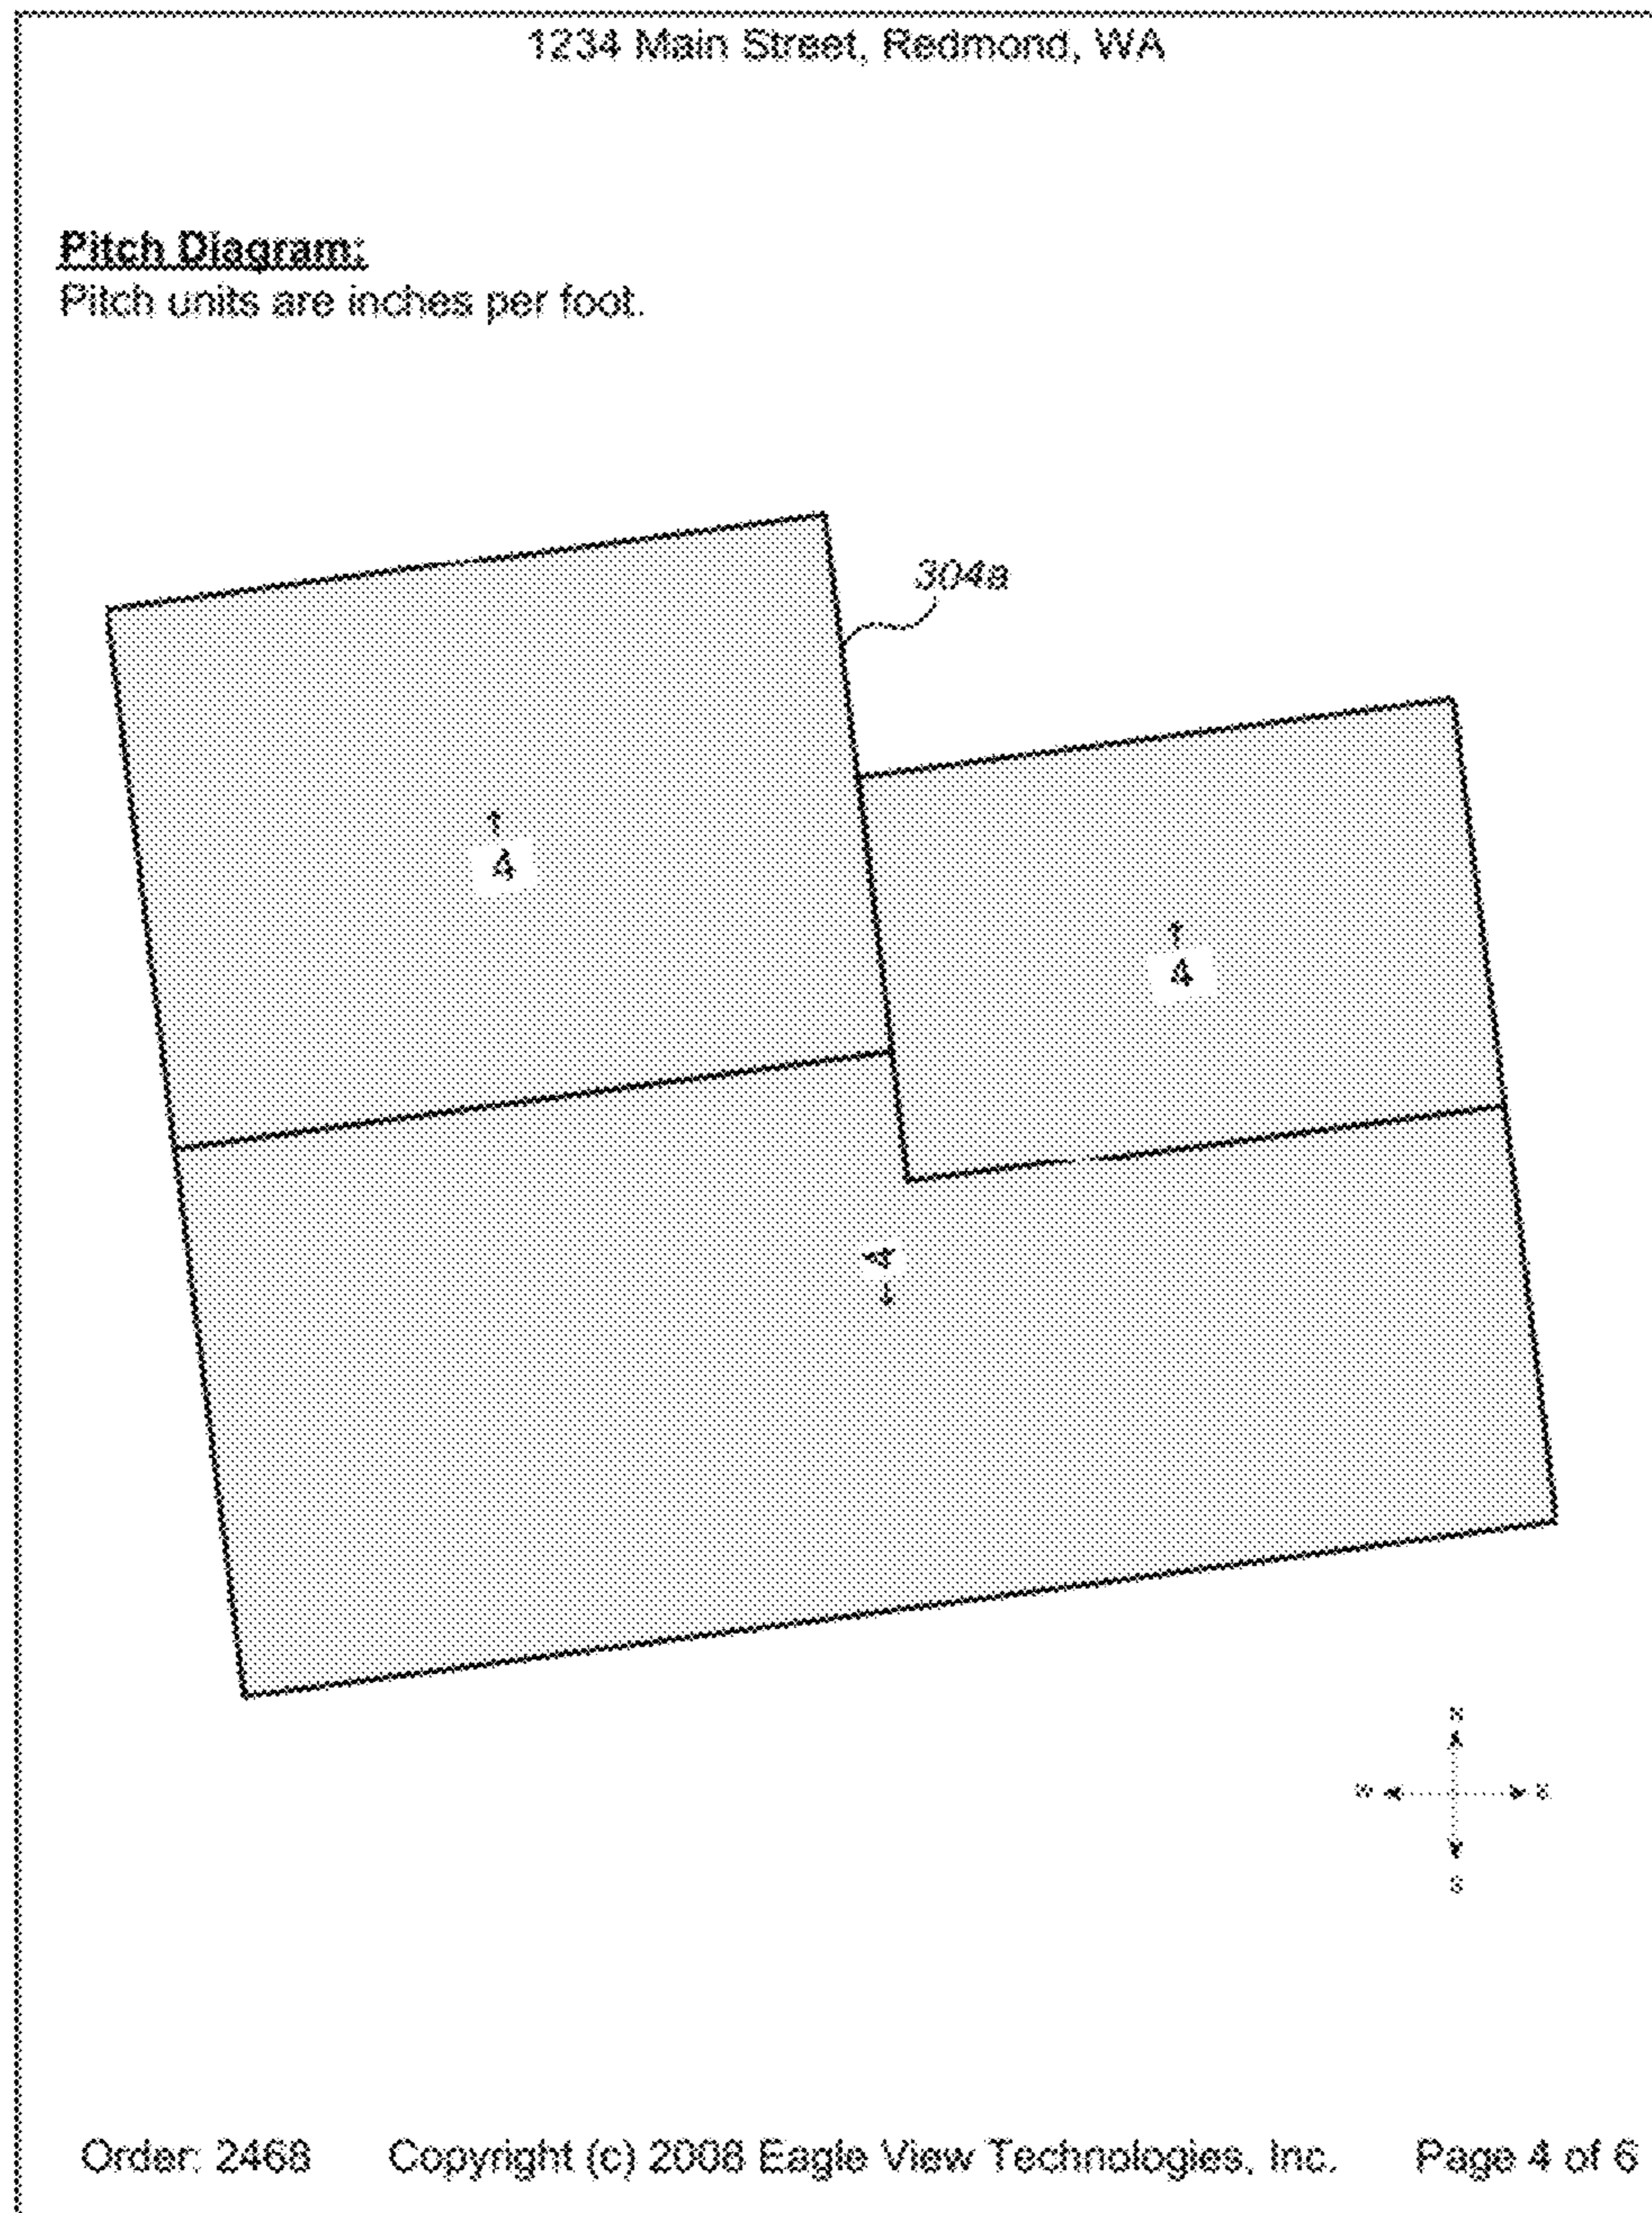 1234 Main Street, Redmond, WA
Pitch Diagram:
Pitch units are inches per foot.
304a
4
4
4
W
S
Order: 2468 Copyright (c) 2008 Eagle View Technologies, Inc. Page 4 of 6